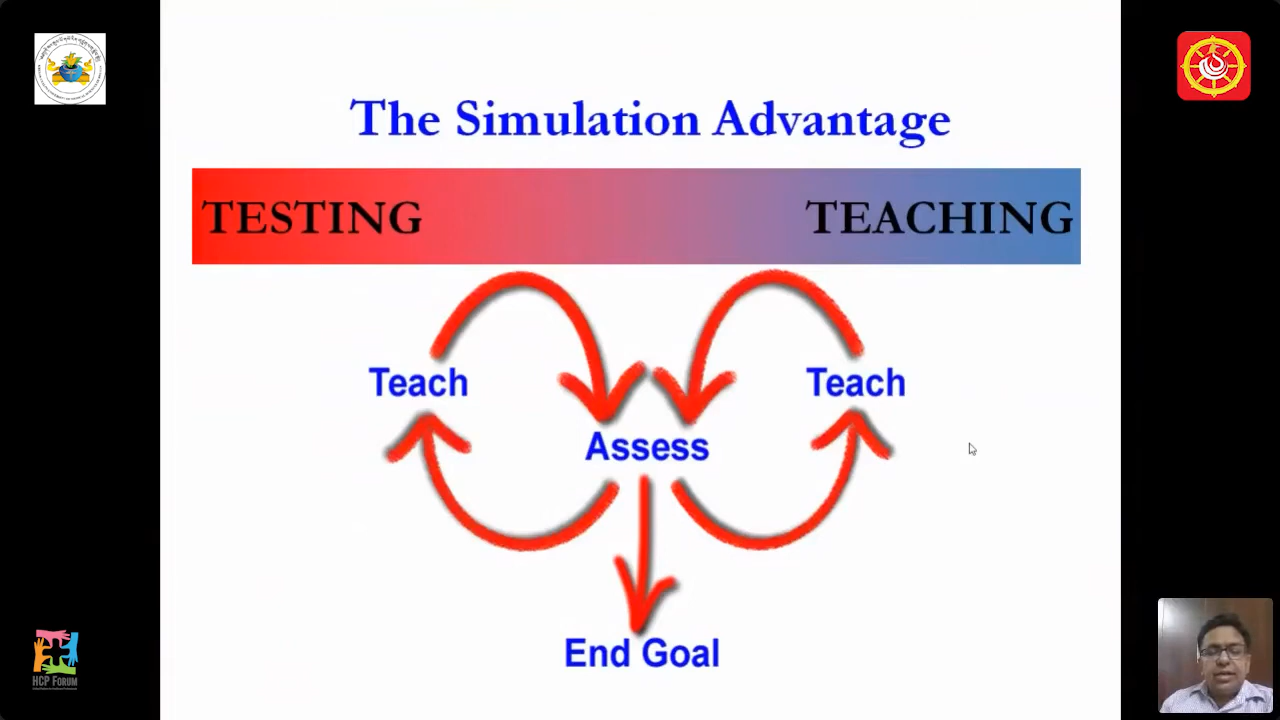 The Simulation Advantage
TESTING
TEACHING
Teach
Teach
Assess
End Goal
HCP FORUM